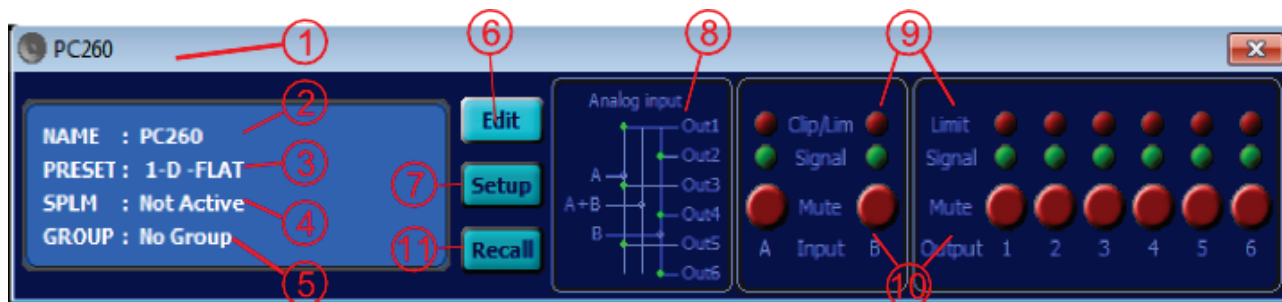 PC260
1
2
3
4
5
6
7
8
9
10
11
NAME : PC260
PRESET : 1-D -FLAT
SPLM : Not Active
GROUP : No Group
Edit
Setup
Recall
Analog input
A
A+B
B
Out1
Out2
Out3
Out4
Out5
Out6
Clip/Lim
Signal
Mute
A Input B
Limit
Signal
Mute
Output 1 2 3 4 5 6